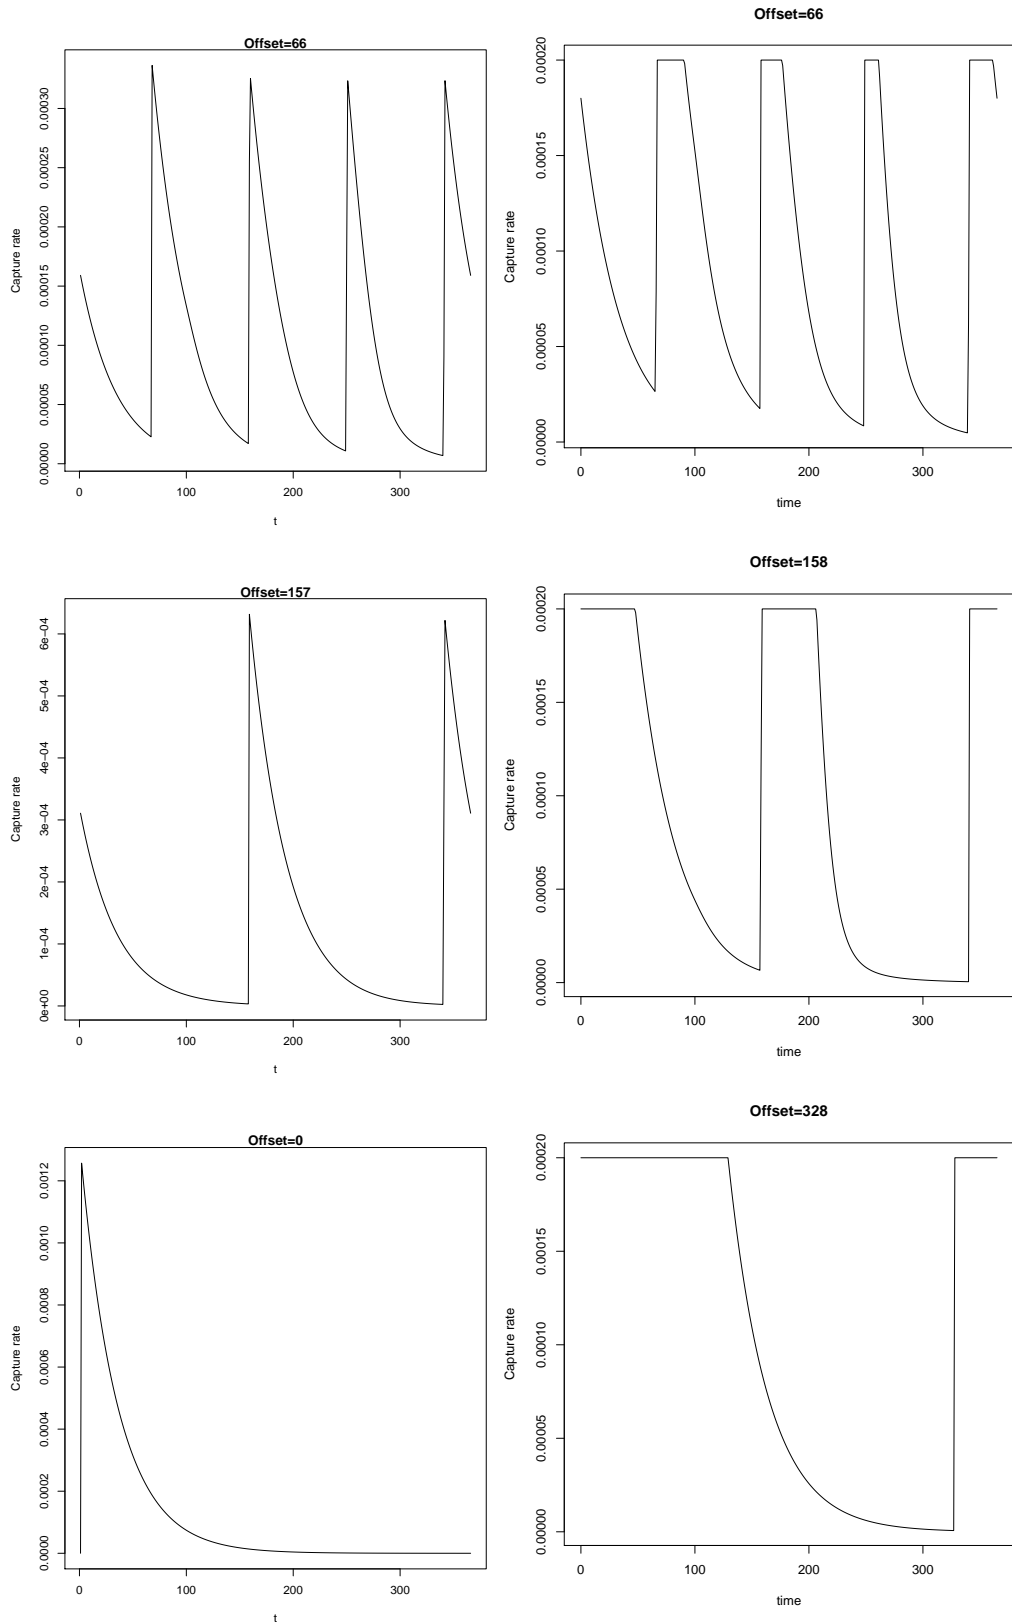 Offset=66
Capture rate
0.00000
0.00005
0.00010
0.00015
0.00020
0.00025
0.00030
0 100 200 300
t
Offset=66
Capture rate
0.00000
0.00005
0.00010
0.00015
0.00020
0 100 200 300
time
Offset=157
Capture rate
0e+00
1e−04
2e−04
3e−04
4e−04
5e−04
6e−04
0 100 200 300
t
Offset=158
Capture rate
0.00000
0.00005
0.00010
0.00015
0.00020
0 100 200 300
time
Offset=0
Capture rate
0.0000
0.0002
0.0004
0.0006
0.0008
0.0010
0.0012
0 100 200 300
t
Offset=328
Capture rate
0.00000
0.00005
0.00010
0.00015
0.00020
0 100 200 300
time